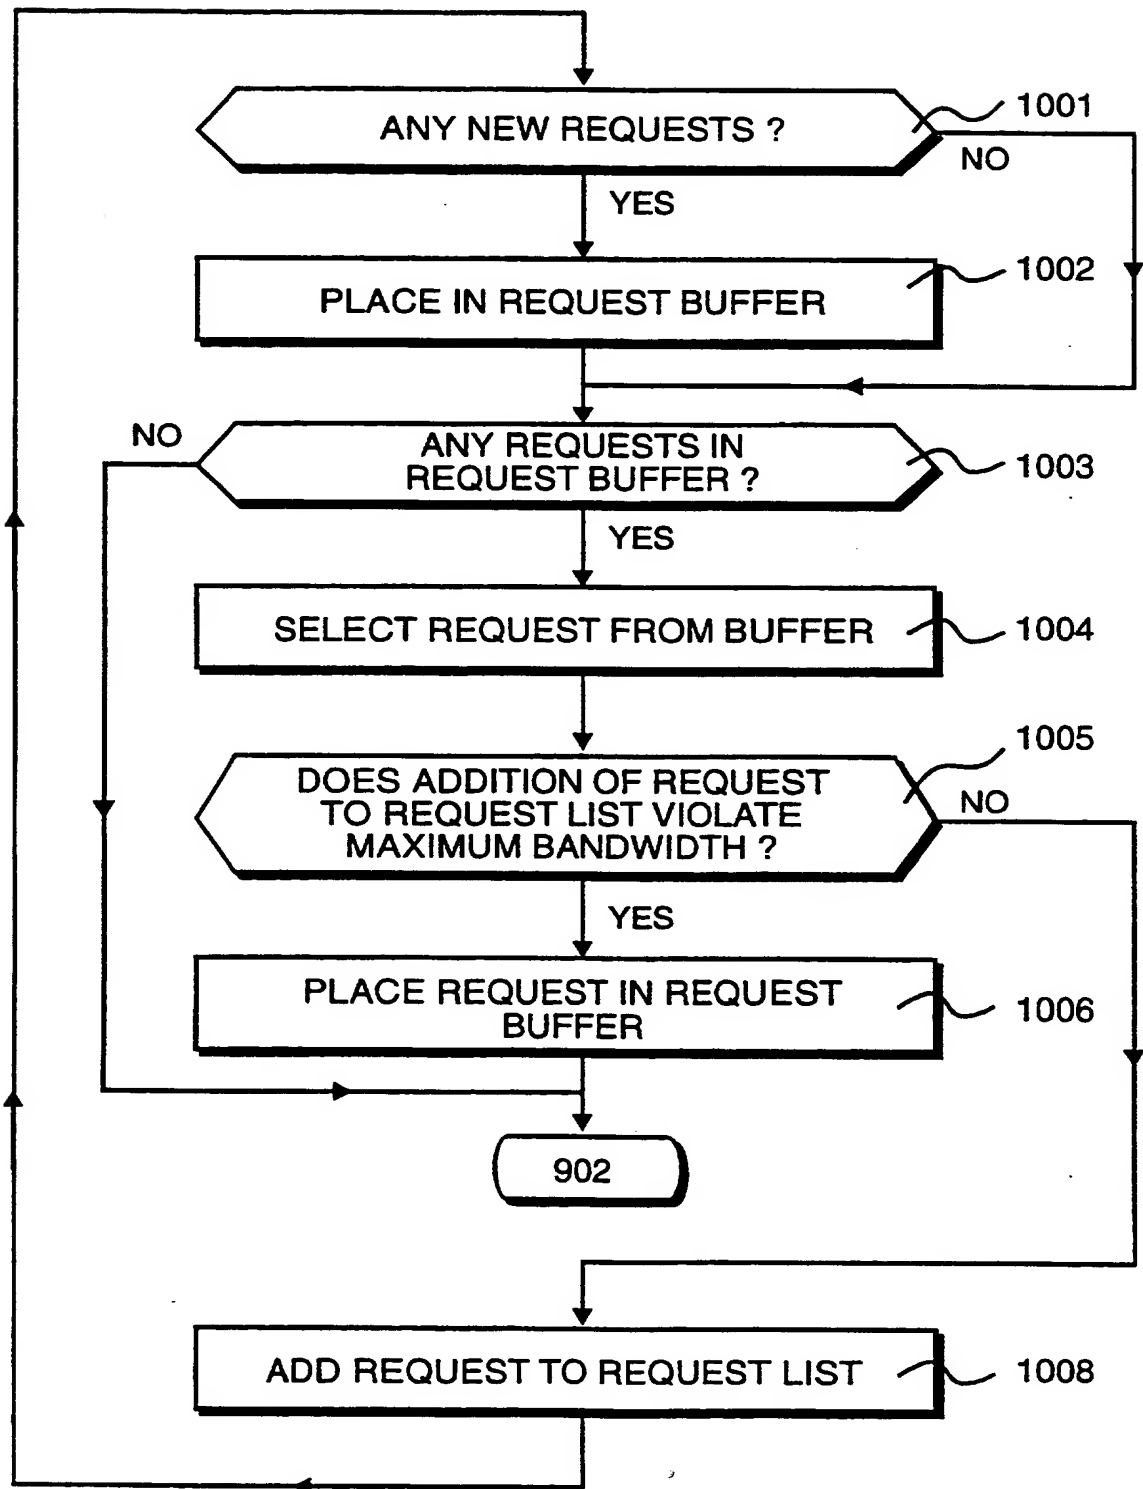 ANY NEW REQUESTS ?
1001
NO
YES
PLACE IN REQUEST BUFFER
1002
NO
ANY REQUESTS IN
REQUEST BUFFER ?
1003
YES
SELECT REQUEST FROM BUFFER
1004
DOES ADDITION OF REQUEST
TO REQUEST LIST VIOLATE
MAXIMUM BANDWIDTH ?
1005
NO
YES
PLACE REQUEST IN REQUEST
BUFFER
1006
902
ADD REQUEST TO REQUEST LIST
1008